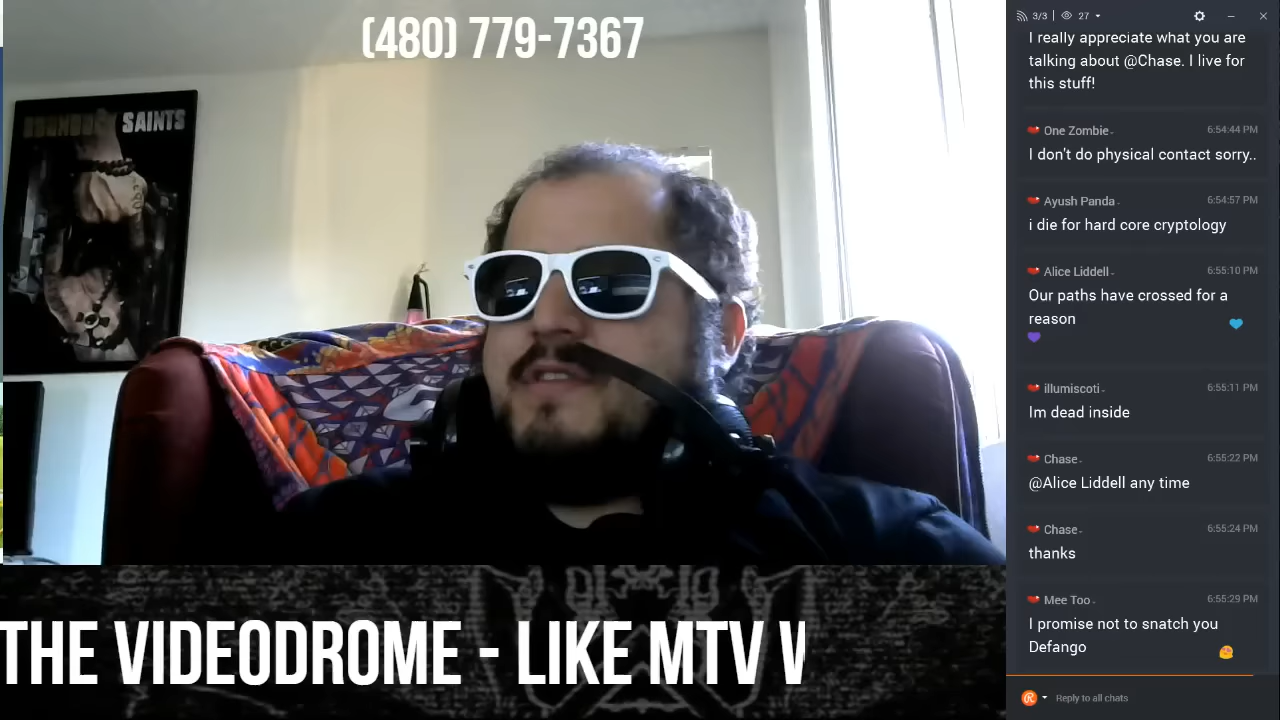 (480) 779-7367
SAINTS
THE VIDEODROME - LIKE MTV
3/3
27
I really appreciate what you are
talking about @Chase. I live for
this stuff!
One Zombie
6:54:44 PM
I don't do physical contact sorry..
Ayush Panda
6:54:57 PM
i die for hard core cryptology
Alice Liddell
6:55:10 PM
Our paths have crossed for a
reason
illumiscoti
6:55:11 PM
Im dead inside
Chase
6:55:22 PM
@Alice Liddell any time
Chase
6:55:24 PM
thanks
Mee Too
6:55:29 PM
I promise not to snatch you
Defango
Reply to all chats